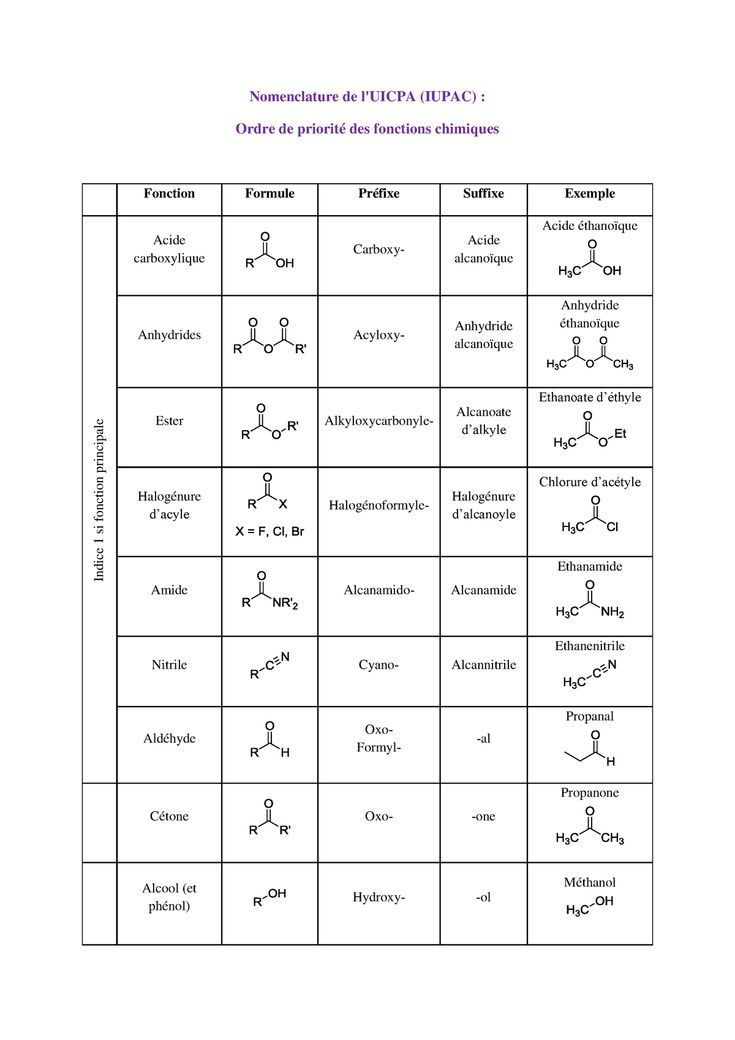 Nomenclature de l'UICPA (IUPAC) :
Ordre de priorité des fonctions chimiques
Fonction Formule Préfixe Suffixe Exemple
Indice 1 si fonction principale
Acide
carboxylique
R O OH
Carboxy-
Acide
alcanoïque
Acide éthanoïque
H3C O OH
Anhydrides
R O O O R'
Acyloxy-
Anhydride
alcanoïque
Anhydride
éthanoïque
H3C O O O CH3
Ester
R O O R'
Alkyloxycarbonyle-
Alcanoate
d'alkyle
Ethanoate d'éthyle
H3C O O Et
Halogénure
d'acyle
R O X
X = F, Cl, Br
Halogénoformyle-
Halogénure
d'alcanoyle
Chlorure d'acétyle
H3C O Cl
Amide
R O NR'2
Alcanamido-
Alcanamide
Ethanamide
H3C O NH2
Nitrile
R C N
Cyano-
Alcannitrile
Ethanenitrile
H3C C N
Aldéhyde
R O H
Oxo-
Formyl-
-al
Propanal
O H
Cétone
R O R'
Oxo-
-one
Propanone
H3C O CH3
Alcool (et
phénol)
R OH
Hydroxy-
-ol
Méthanol
H3C OH